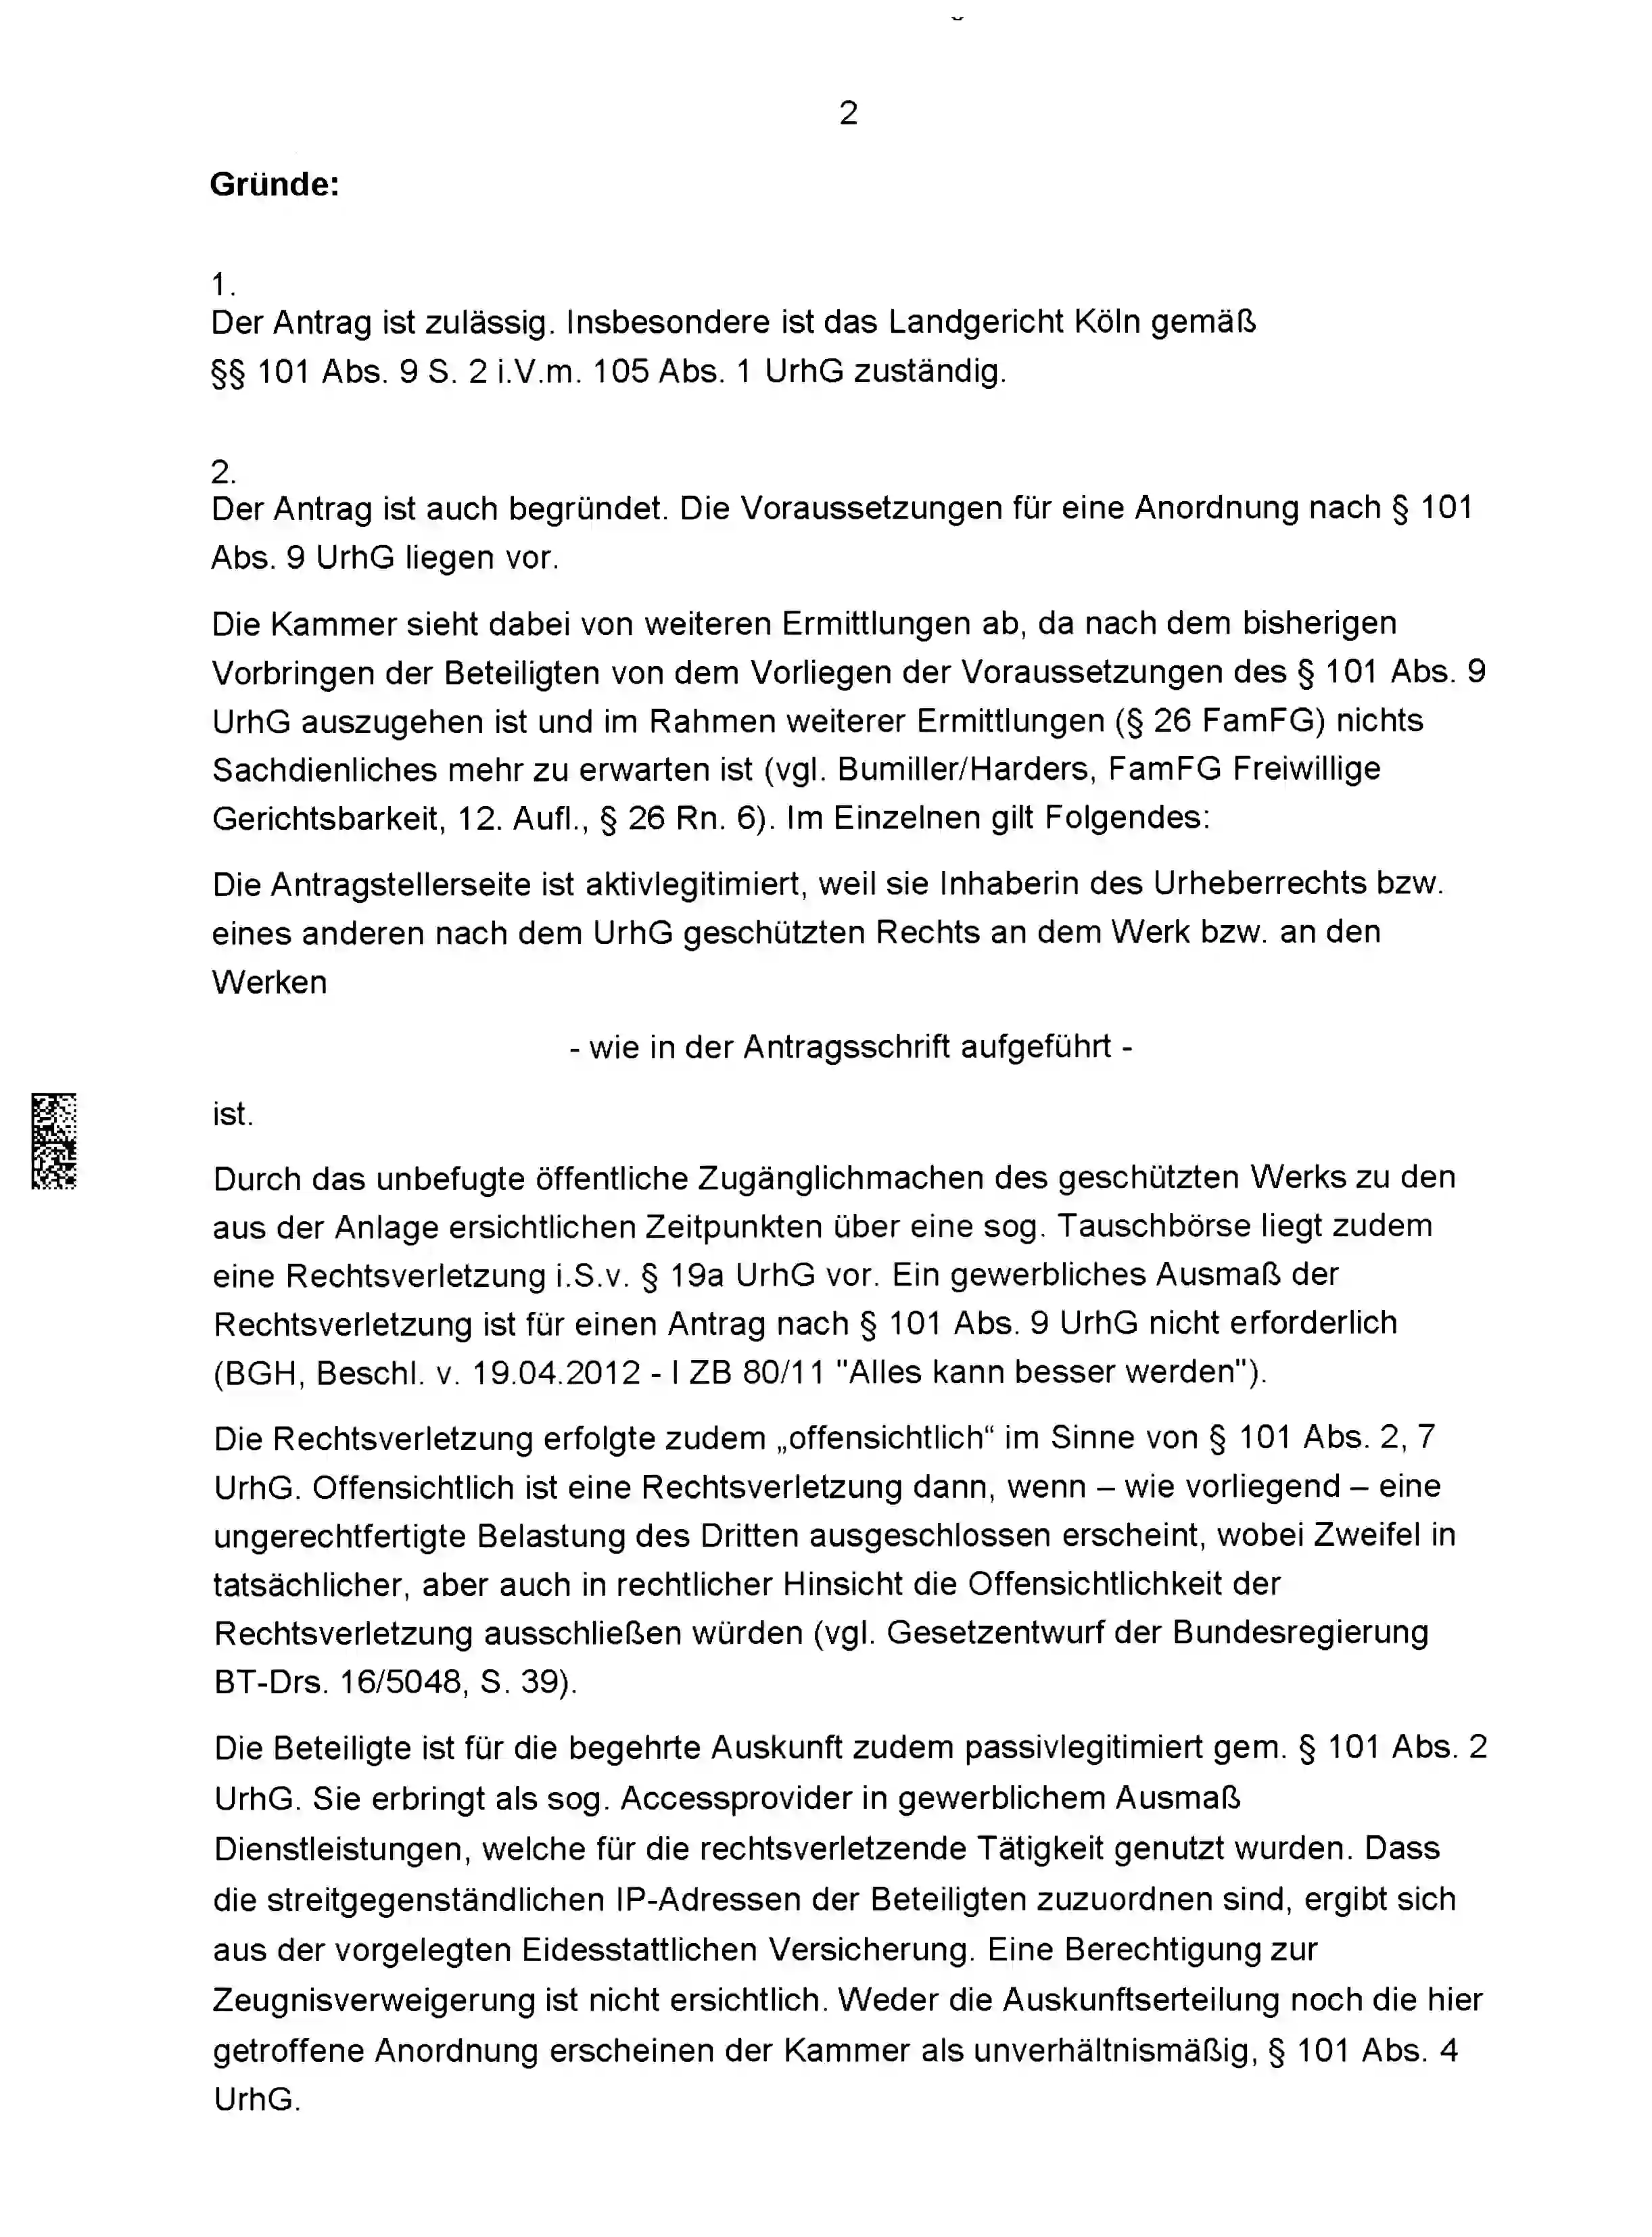 2
Gründe:
1.
Der Antrag ist zulässig. Insbesondere ist das Landgericht Köln gemäß
§§ 101 Abs. 9 S. 2 i.V.m. 105 Abs. 1 UrhG zuständig.
2.
Der Antrag ist auch begründet. Die Voraussetzungen für eine Anordnung nach § 101
Abs. 9 UrhG liegen vor.
Die Kammer sieht dabei von weiteren Ermittlungen ab, da nach dem bisherigen
Vorbringen der Beteiligten von dem Vorliegen der Voraussetzungen des § 101 Abs. 9
UrhG auszugehen ist und im Rahmen weiterer Ermittlungen (§ 26 FamFG) nichts
Sachdienliches mehr zu erwarten ist (vgl. Bumiller/Harders, FamFG Freiwillige
Gerichtsbarkeit, 12. Aufl., § 26 Rn. 6). Im Einzelnen gilt Folgendes:
Die Antragstellerseite ist aktivlegitimiert, weil sie Inhaberin des Urheberrechts bzw.
eines anderen nach dem UrhG geschützten Rechts an dem Werk bzw. an den
Werken
- wie in der Antragsschrift aufgeführt -
ist.
Durch das unbefugte öffentliche Zugänglichmachen des geschützten Werks zu den
aus der Anlage ersichtlichen Zeitpunkten über eine sog. Tauschbörse liegt zudem
eine Rechtsverletzung i.S.v. § 19a UrhG vor. Ein gewerbliches Ausmaß der
Rechtsverletzung ist für einen Antrag nach § 101 Abs. 9 UrhG nicht erforderlich
(BGH, Beschl. v. 19.04.2012 - I ZB 80/11 "Alles kann besser werden").
Die Rechtsverletzung erfolgte zudem „offensichtlich“ im Sinne von § 101 Abs. 2, 7
UrhG. Offensichtlich ist eine Rechtsverletzung dann, wenn – wie vorliegend – eine
ungerechtfertigte Belastung des Dritten ausgeschlossen erscheint, wobei Zweifel in
tatsächlicher, aber auch in rechtlicher Hinsicht die Offensichtlichkeit der
Rechtsverletzung ausschließen würden (vgl. Gesetzentwurf der Bundesregierung
BT-Drs. 16/5048, S. 39).
Die Beteiligte ist für die begehrte Auskunft zudem passivlegitimiert gem. § 101 Abs. 2
UrhG. Sie erbringt als sog. Accessprovider in gewerblichem Ausmaß
Dienstleistungen, welche für die rechtsverletzende Tätigkeit genutzt wurden. Dass
die streitgegenständlichen IP-Adressen der Beteiligten zuzuordnen sind, ergibt sich
aus der vorgelegten Eidesstattlichen Versicherung. Eine Berechtigung zur
Zeugnisverweigerung ist nicht ersichtlich. Weder die Auskunftserteilung noch die hier
getroffene Anordnung erscheinen der Kammer als unverhältnismäßig, § 101 Abs. 4
UrhG.